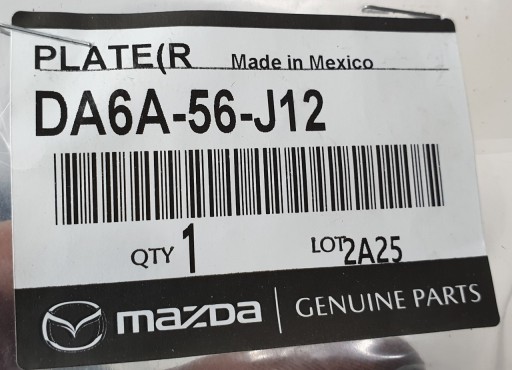 PLATE(R Made in Mexico
DA6A-56-J12
QTY 1 LOT 2A25
mazda GENUINE PARTS